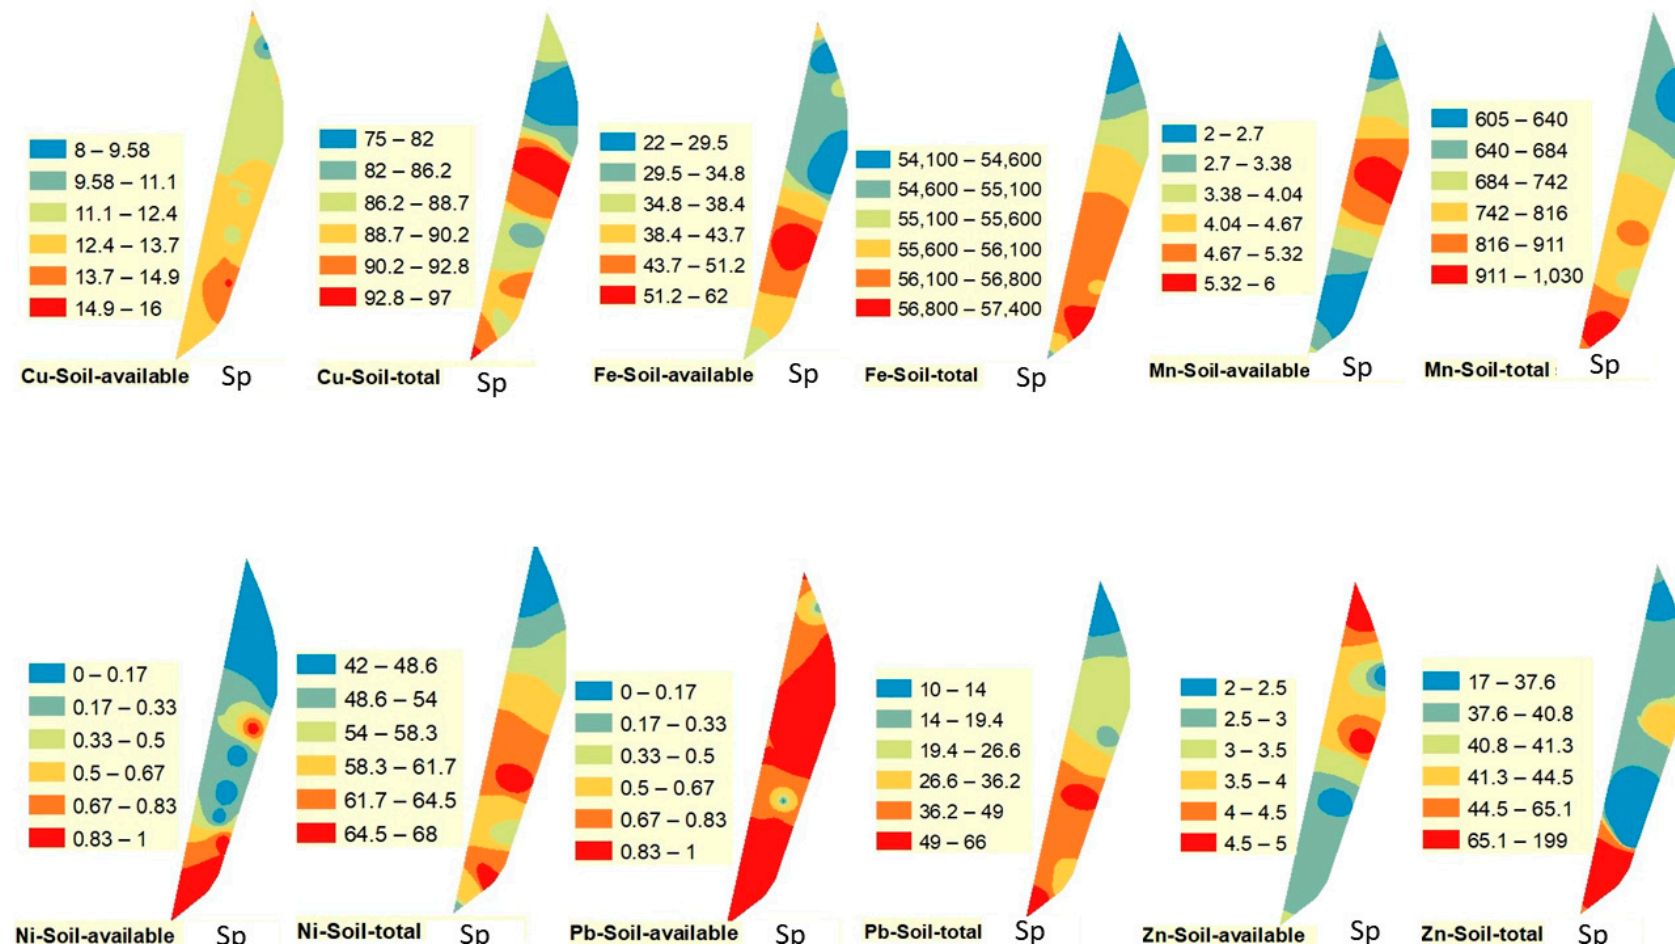 8 – 9.58
9.58 – 11.1
11.1 – 12.4
12.4 – 13.7
13.7 – 14.9
14.9 – 16
Cu-Soil-available Sp
75 – 82
82 – 86.2
86.2 – 88.7
88.7 – 90.2
90.2 – 92.8
92.8 – 97
Cu-Soil-total Sp
22 – 29.5
29.5 – 34.8
34.8 – 38.4
38.4 – 43.7
43.7 – 51.2
51.2 – 62
Fe-Soil-available Sp
54,100 – 54,600
54,600 – 55,100
55,100 – 55,600
55,600 – 56,100
56,100 – 56,800
56,800 – 57,400
Fe-Soil-total Sp
2 – 2.7
2.7 – 3.38
3.38 – 4.04
4.04 – 4.67
4.67 – 5.32
5.32 – 6
Mn-Soil-available Sp
605 – 640
640 – 684
684 – 742
742 – 816
816 – 911
911 – 1,030
Mn-Soil-total Sp
0 – 0.17
0.17 – 0.33
0.33 – 0.5
0.5 – 0.67
0.67 – 0.83
0.83 – 1
Ni-Soil-available Sp
42 – 48.6
48.6 – 54
54 – 58.3
58.3 – 61.7
61.7 – 64.5
64.5 – 68
Ni-Soil-total Sp
0 – 0.17
0.17 – 0.33
0.33 – 0.5
0.5 – 0.67
0.67 – 0.83
0.83 – 1
Pb-Soil-available Sp
10 – 14
14 – 19.4
19.4 – 26.6
26.6 – 36.2
36.2 – 49
49 – 66
Pb-Soil-total Sp
2 – 2.5
2.5 – 3
3 – 3.5
3.5 – 4
4 – 4.5
4.5 – 5
Zn-Soil-available Sp
17 – 37.6
37.6 – 40.8
40.8 – 41.3
41.3 – 44.5
44.5 – 65.1
65.1 – 199
Zn-Soil-total Sp